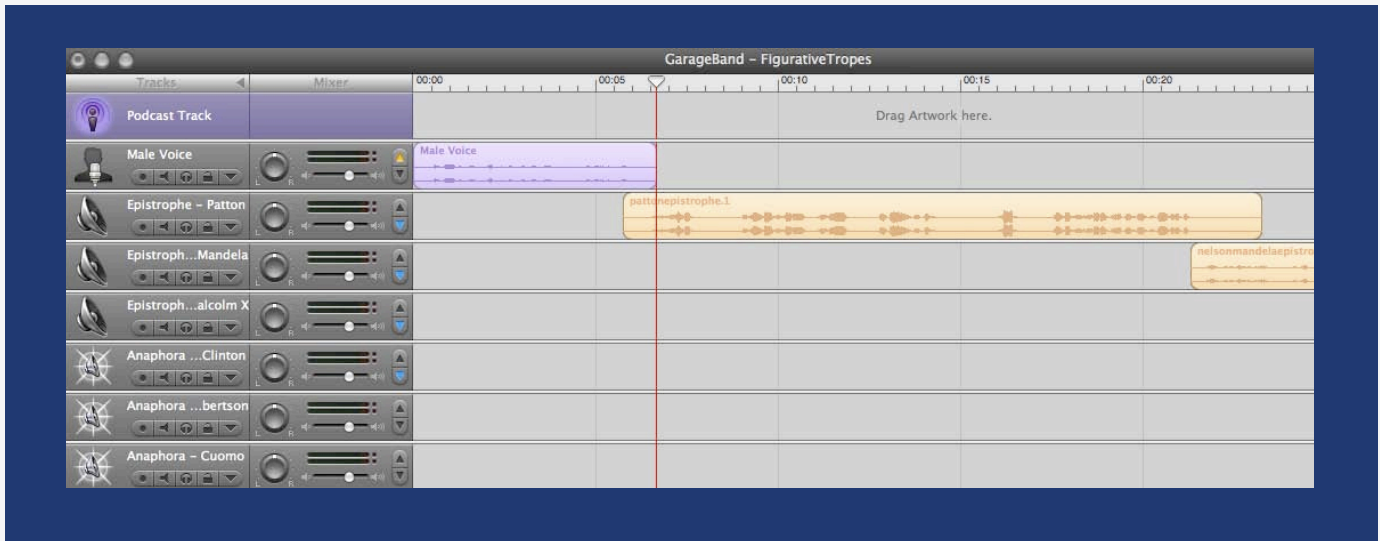 GarageBand – FigurativeTropes
Tracks Mixer 00:00 00:05 00:10 00:15 00:20
Podcast Track Drag Artwork here.
Male Voice Male Voice
L R
Epistrophe – Patton pattonepistrophe.1
L R
Epistroph...Mandela nelsonmandelaepistro
L R
Epistroph...alcolm X
L R
Anaphora ...Clinton
L R
Anaphora ...bertson
L R
Anaphora – Cuomo
L R